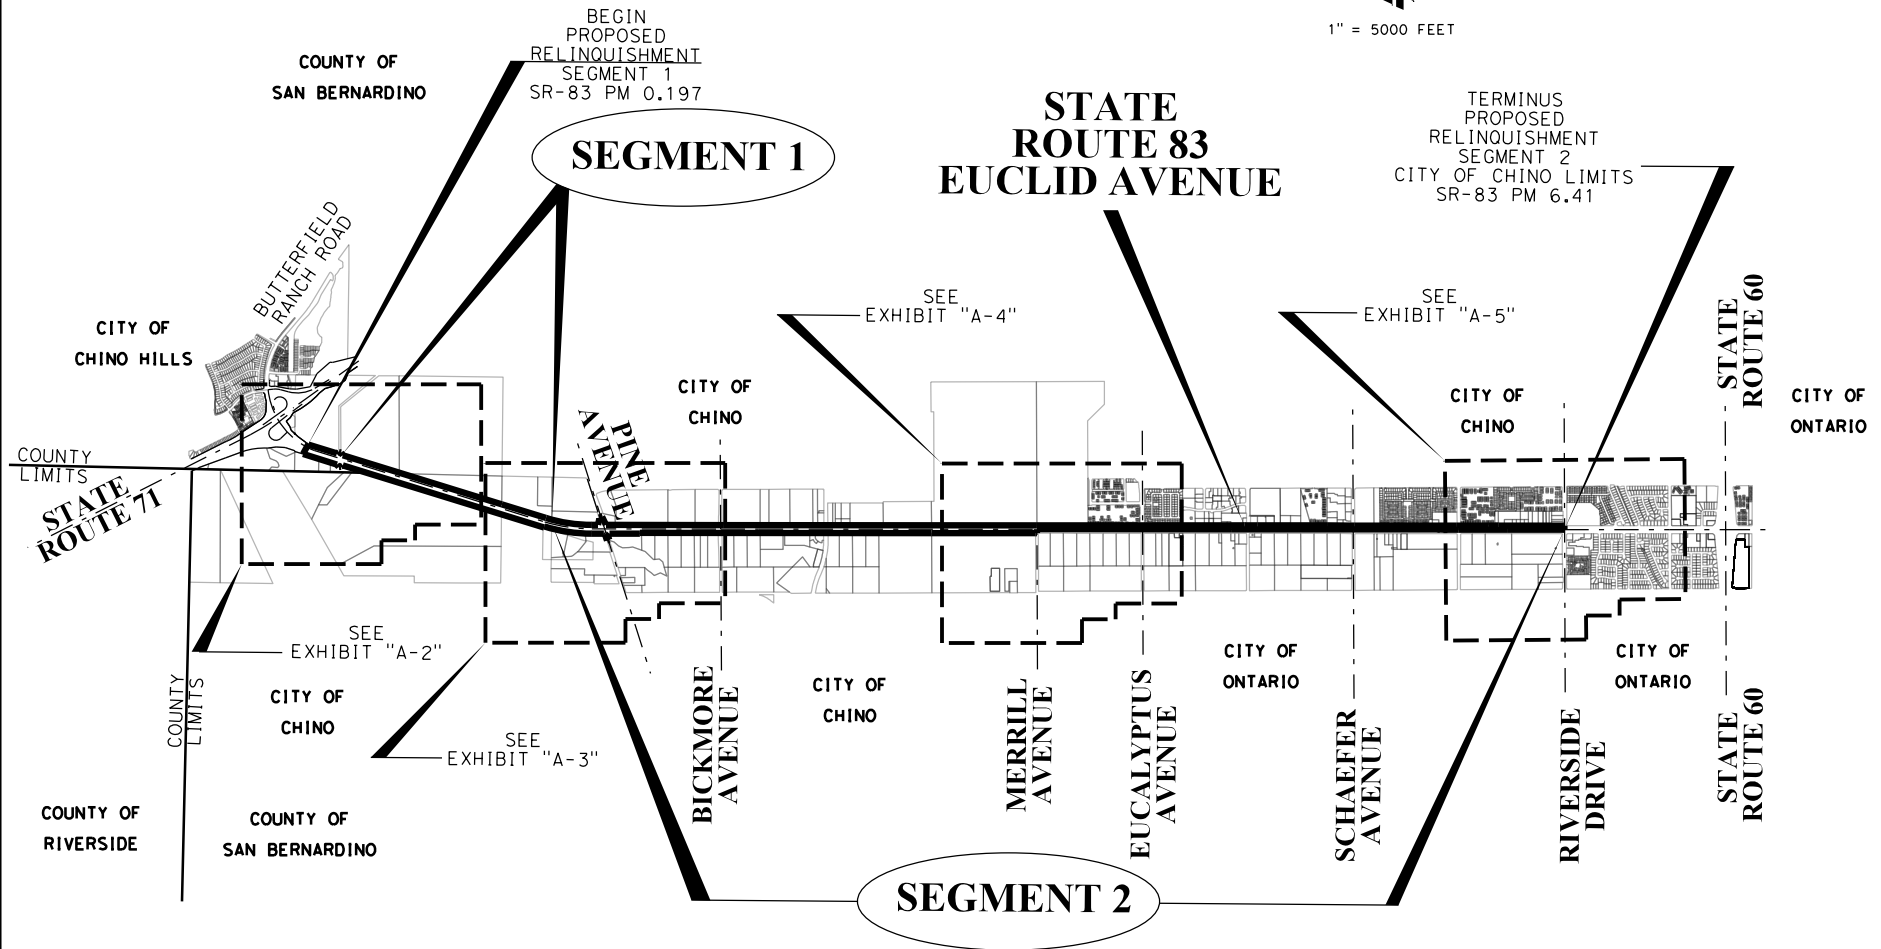 1" = 5000 FEET
BEGIN
PROPOSED
RELINQUISHMENT
SEGMENT 1
SR-83 PM 0.197
COUNTY OF
SAN BERNARDINO
SEGMENT 1
STATE
ROUTE 83
EUCLID AVENUE
TERMINUS
PROPOSED
RELINQUISHMENT
SEGMENT 2
CITY OF CHINO LIMITS
SR-83 PM 6.41
BUTTERFIELD
RANCH ROAD
CITY OF
CHINO HILLS
SEE
EXHIBIT "A-4"
SEE
EXHIBIT "A-5"
STATE
ROUTE 60
CITY OF
CHINO
CITY OF
CHINO
CITY OF
ONTARIO
PINE
AVENUE
COUNTY
LIMITS
STATE
ROUTE 71
SEE
EXHIBIT "A-2"
COUNTY
LIMITS
CITY OF
CHINO
SEE
EXHIBIT "A-3"
BICKMORE
AVENUE
CITY OF
CHINO
MERRILL
AVENUE
EUCALYPTUS
AVENUE
CITY OF
ONTARIO
SCHAEFER
AVENUE
RIVERSIDE
DRIVE
CITY OF
ONTARIO
STATE
ROUTE 60
COUNTY OF
RIVERSIDE
COUNTY OF
SAN BERNARDINO
SEGMENT 2